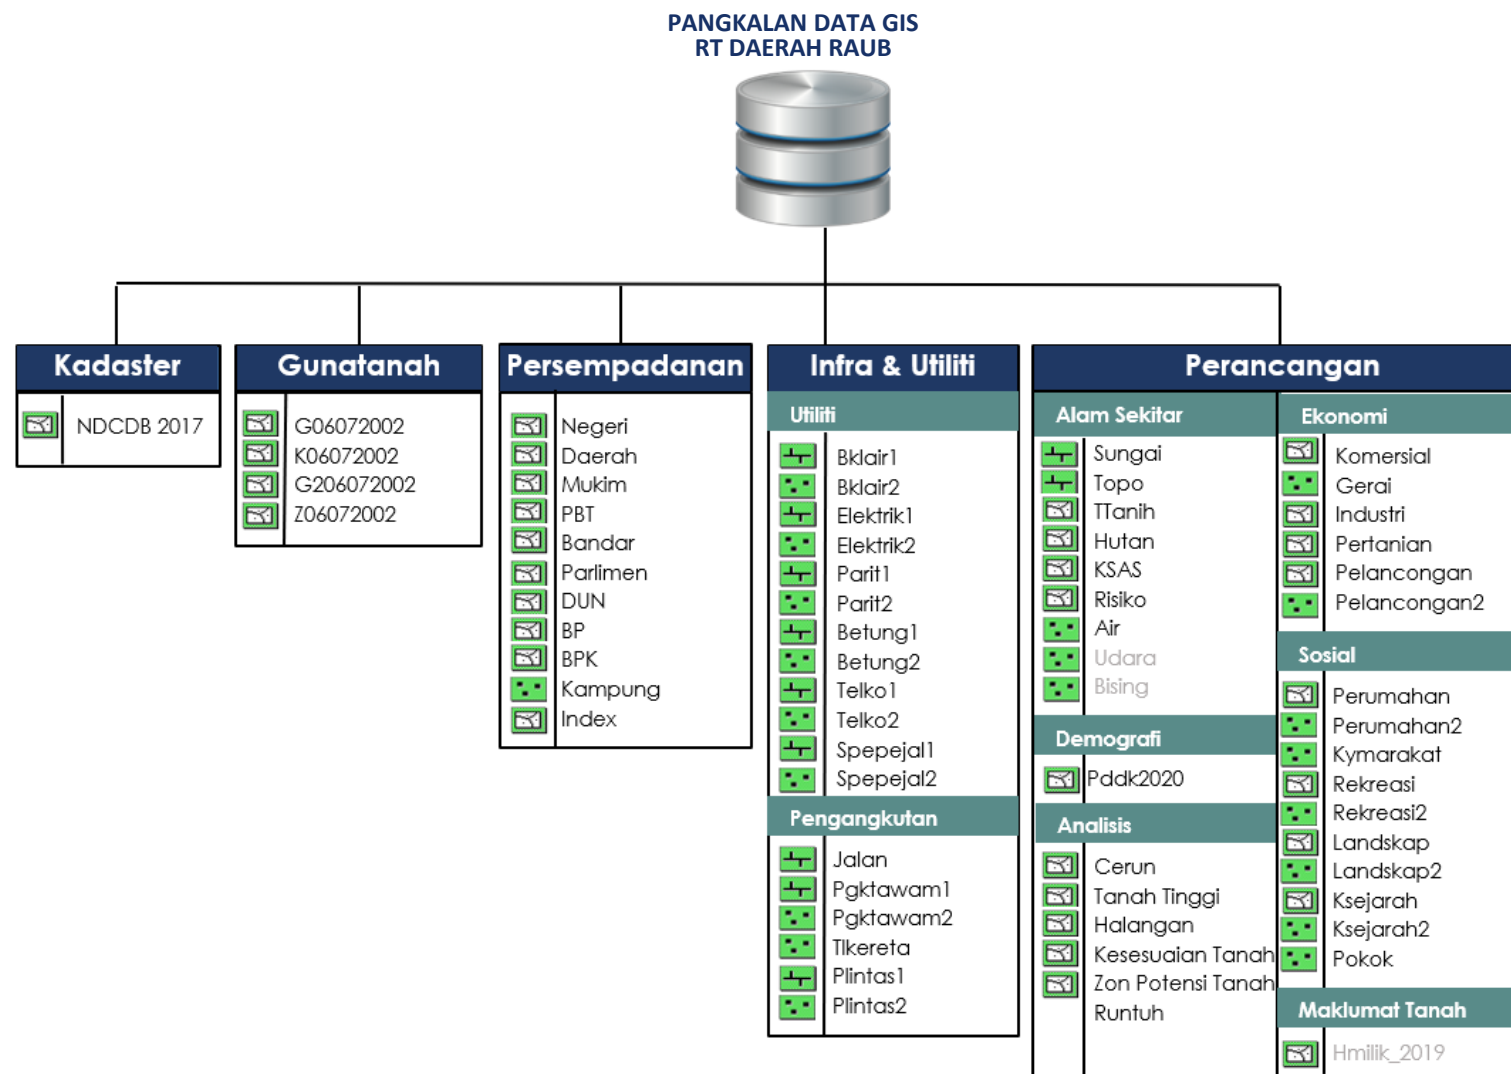 PANGKALAN DATA GIS
RT DAERAH RAUB
Kadaster
NDCDB 2017
Gunatanah
G06072002
K06072002
G206072002
Z06072002
Persempadanan
Negeri
Daerah
Mukim
PBT
Bandar
Parlimen
DUN
BP
BPK
Kampung
Index
Infra & Utiliti
Utiliti
Bklair1
Bklair2
Elektrik1
Elektrik2
Parit1
Parit2
Betung1
Betung2
Telko1
Telko2
Spepejal1
Spepejal2
Pengangkutan
Jalan
Pgktawam1
Pgktawam2
Tlkereta
Plintas1
Plintas2
Perancangan
Alam Sekitar
Sungai
Topo
TTanih
Hutan
KSAS
Risiko
Air
Udara
Bising
Demografi
Pddk2020
Analisis
Cerun
Tanah Tinggi
Halangan
Kesesuaian Tanah
Zon Potensi Tanah
Runtuh
Ekonomi
Komersial
Gerai
Industri
Pertanian
Pelancongan
Pelancongan2
Sosial
Perumahan
Perumahan2
Kymarakat
Rekreasi
Rekreasi2
Landskap
Landskap2
Ksejarah
Ksejarah2
Pokok
Maklumat Tanah
Hmilik_2019